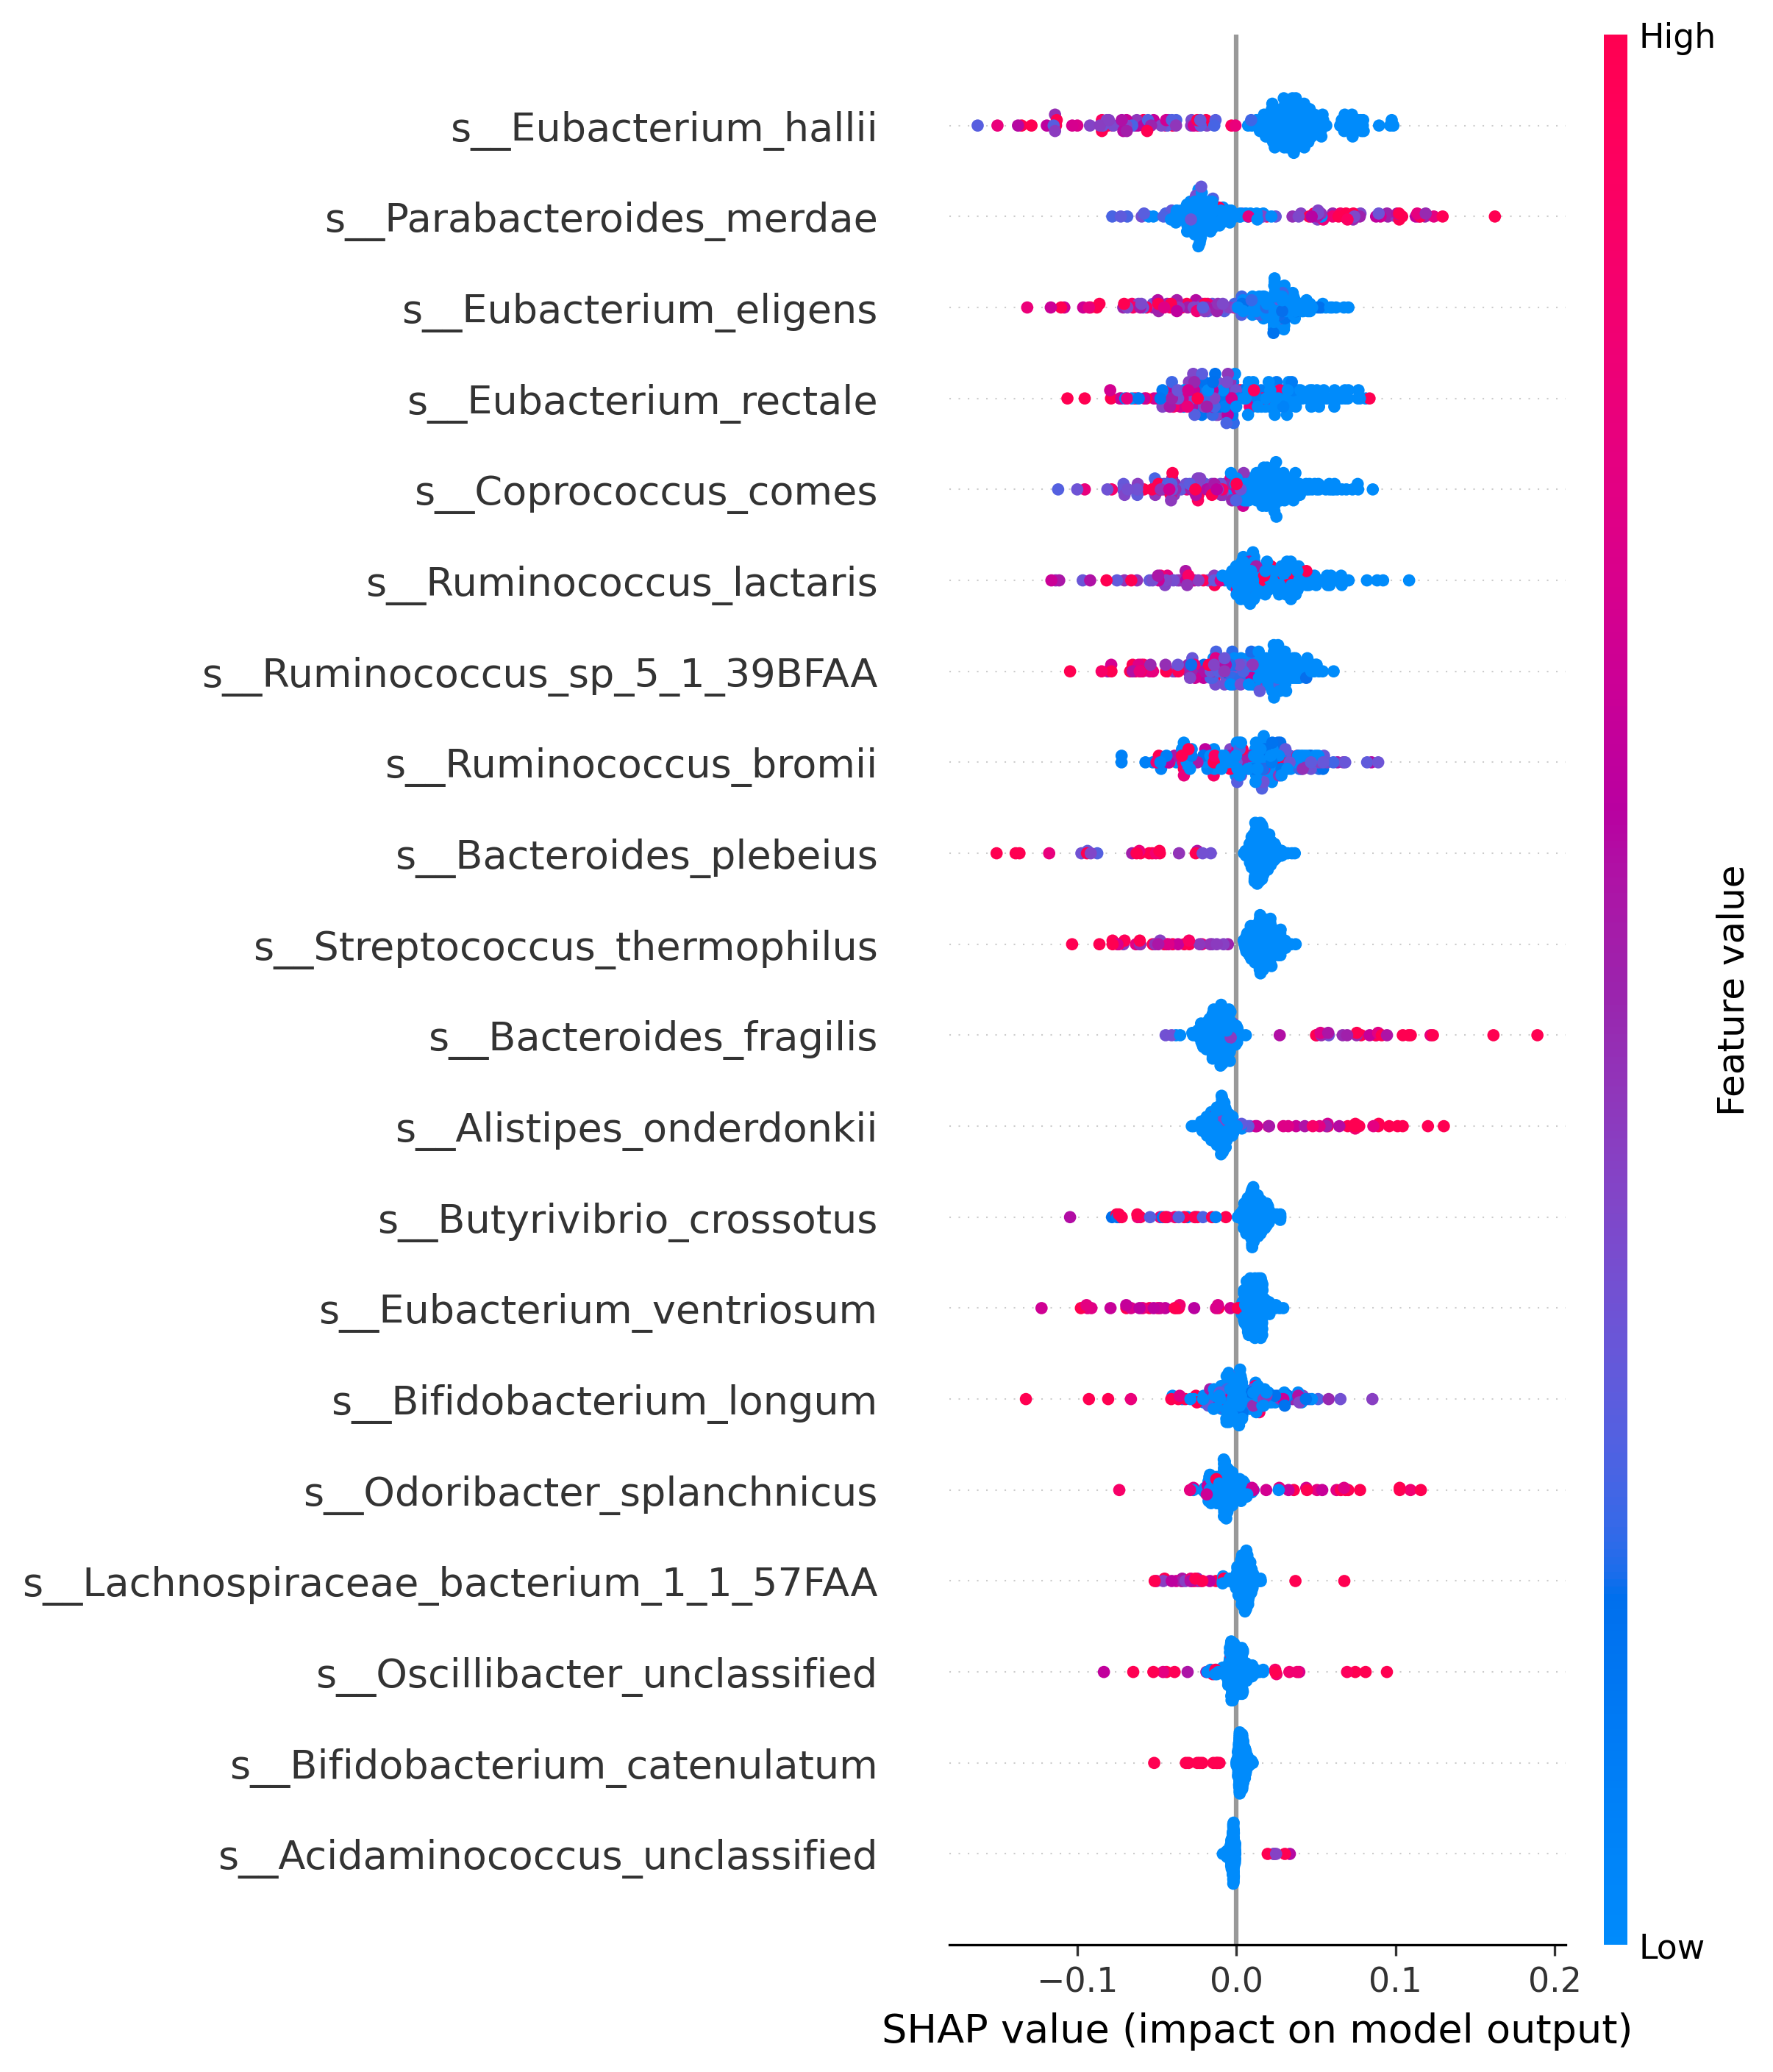 High
s__Eubacterium_hallii
s__Parabacteroides_merdae
s__Eubacterium_eligens
s__Eubacterium_rectale
s__Coprococcus_comes
s__Ruminococcus_lactaris
s__Ruminococcus_sp_5_1_39BFAA
s__Ruminococcus_bromii
s__Bacteroides_plebeius
s__Streptococcus_thermophilus
s__Bacteroides_fragilis
s__Alistipes_onderdonkii
s__Butyrivibrio_crossotus
s__Eubacterium_ventriosum
s__Bifidobacterium_longum
s__Odoribacter_splanchnicus
s__Lachnospiraceae_bacterium_1_1_57FAA
s__Oscillibacter_unclassified
s__Bifidobacterium_catenulatum
s__Acidaminococcus_unclassified
Feature value
Low
−0.1 0.0 0.1 0.2
SHAP value (impact on model output)